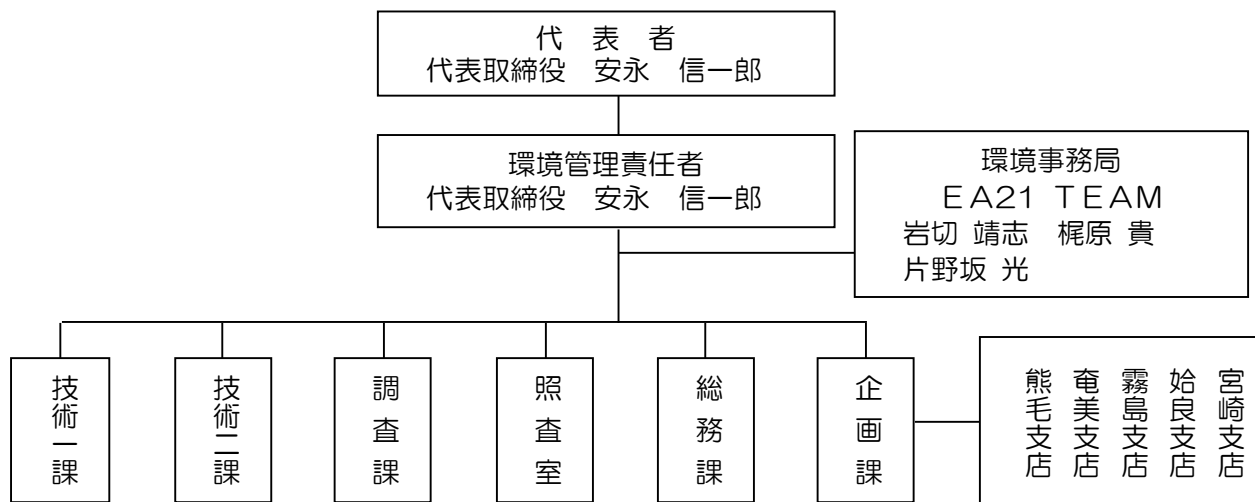 代　表　者
代表取締役　安永　信一郎
環境管理責任者
代表取締役　安永　信一郎
環境事務局
ＥＡ21 ＴＥＡＭ
岩切 靖志　梶原 貴
片野坂 光
技術一課
技術二課
調査課
照査室
総務課
企画課
宮崎支店
姶良支店
霧島支店
奄美支店
熊毛支店